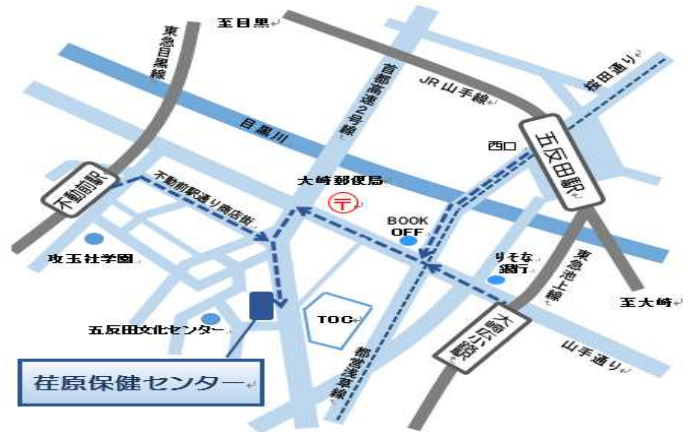 至目黒
東急目黒線
首都高速2号線
JR山手線
桜田通り
目黒川
西口
五反田駅
大崎郵便局
〒
不動前駅
不動前駅通り商店街
BOOK
OFF
りそな
銀行
東急池上線
攻玉社学園
至大崎
TOC
五反田文化センター
大崎広小路駅
山手通り
都営浅草線
荏原保健センター